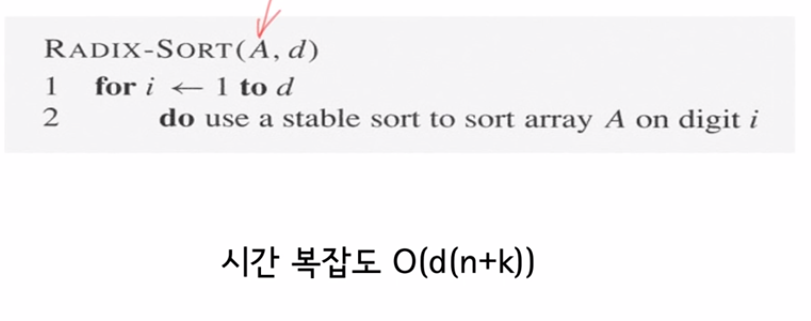 RADIX-SORT(A, d)
1 for i ← 1 to d
2 do use a stable sort to sort array A on digit i
시간 복잡도 O(d(n+k))